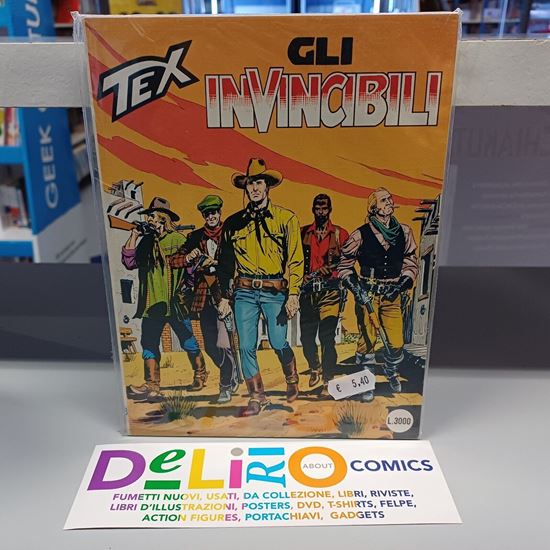 TEX
GLI
INVINCIBILI
€ 5,40
L.3000
GEEK
DeLiRiO ABOUT COMICS
FUMETTI NUOVI, USATI, DA COLLEZIONE, LIBRI, RIVISTE,
LIBRI D'ILLUSTRAZIONI, POSTERS, DVD, T-SHIRTS, FELPE,
ACTION FIGURES, PORTACHIAVI, GADGETS